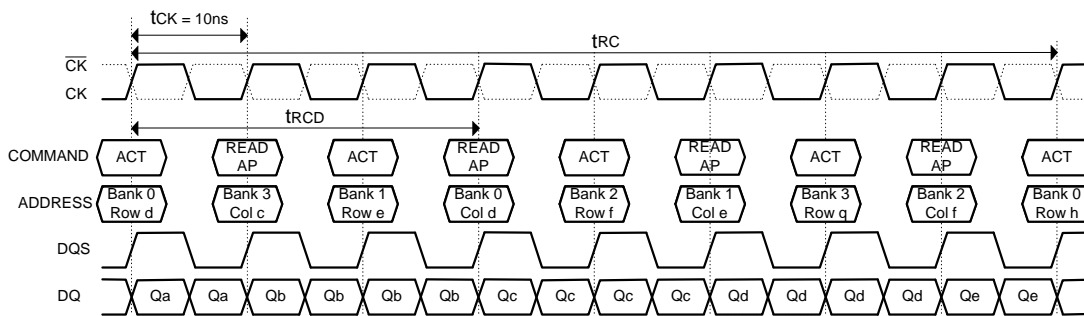 tCK = 10ns
tRC
CK
CK
tRCD
COMMAND ACT READ AP ACT READ AP ACT READ AP ACT READ AP ACT
ADDRESS Bank 0 Row d Bank 3 Col c Bank 1 Row e Bank 0 Col d Bank 2 Row f Bank 1 Col e Bank 3 Row q Bank 2 Col f Bank 0 Row h
DQS
DQ Qa Qa Qb Qb Qb Qb Qc Qc Qc Qc Qd Qd Qd Qd Qe Qe